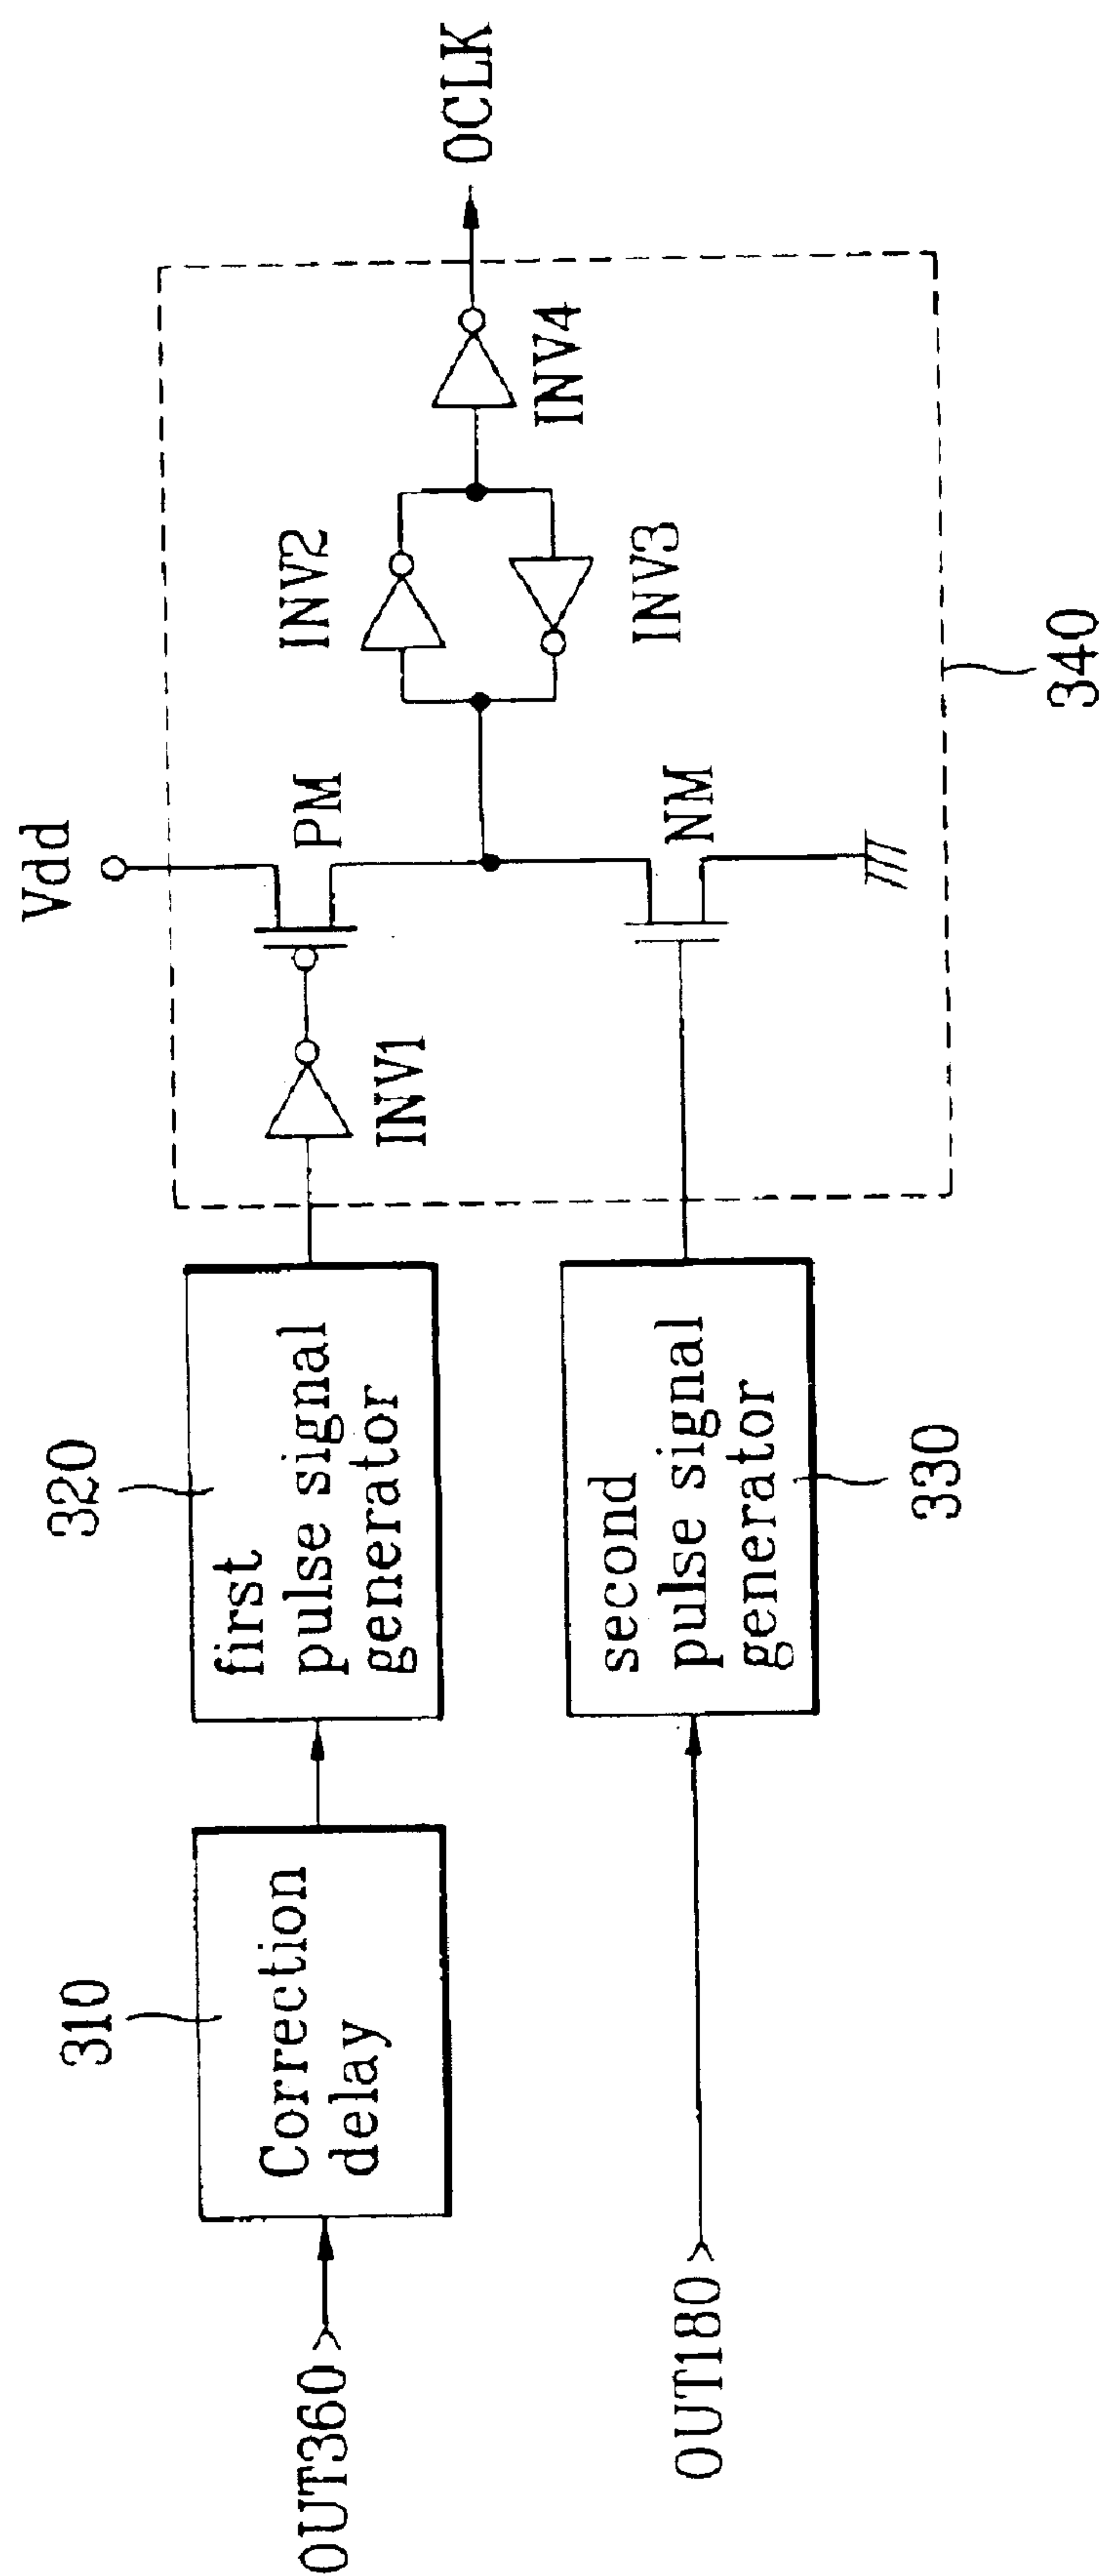 OUT360
310
Correction
delay
320
first
pulse signal
generator
Vdd
INV1
PM
INV2
INV3
INV4
OCLK
OUT180
second
pulse signal
generator
330
NM
340